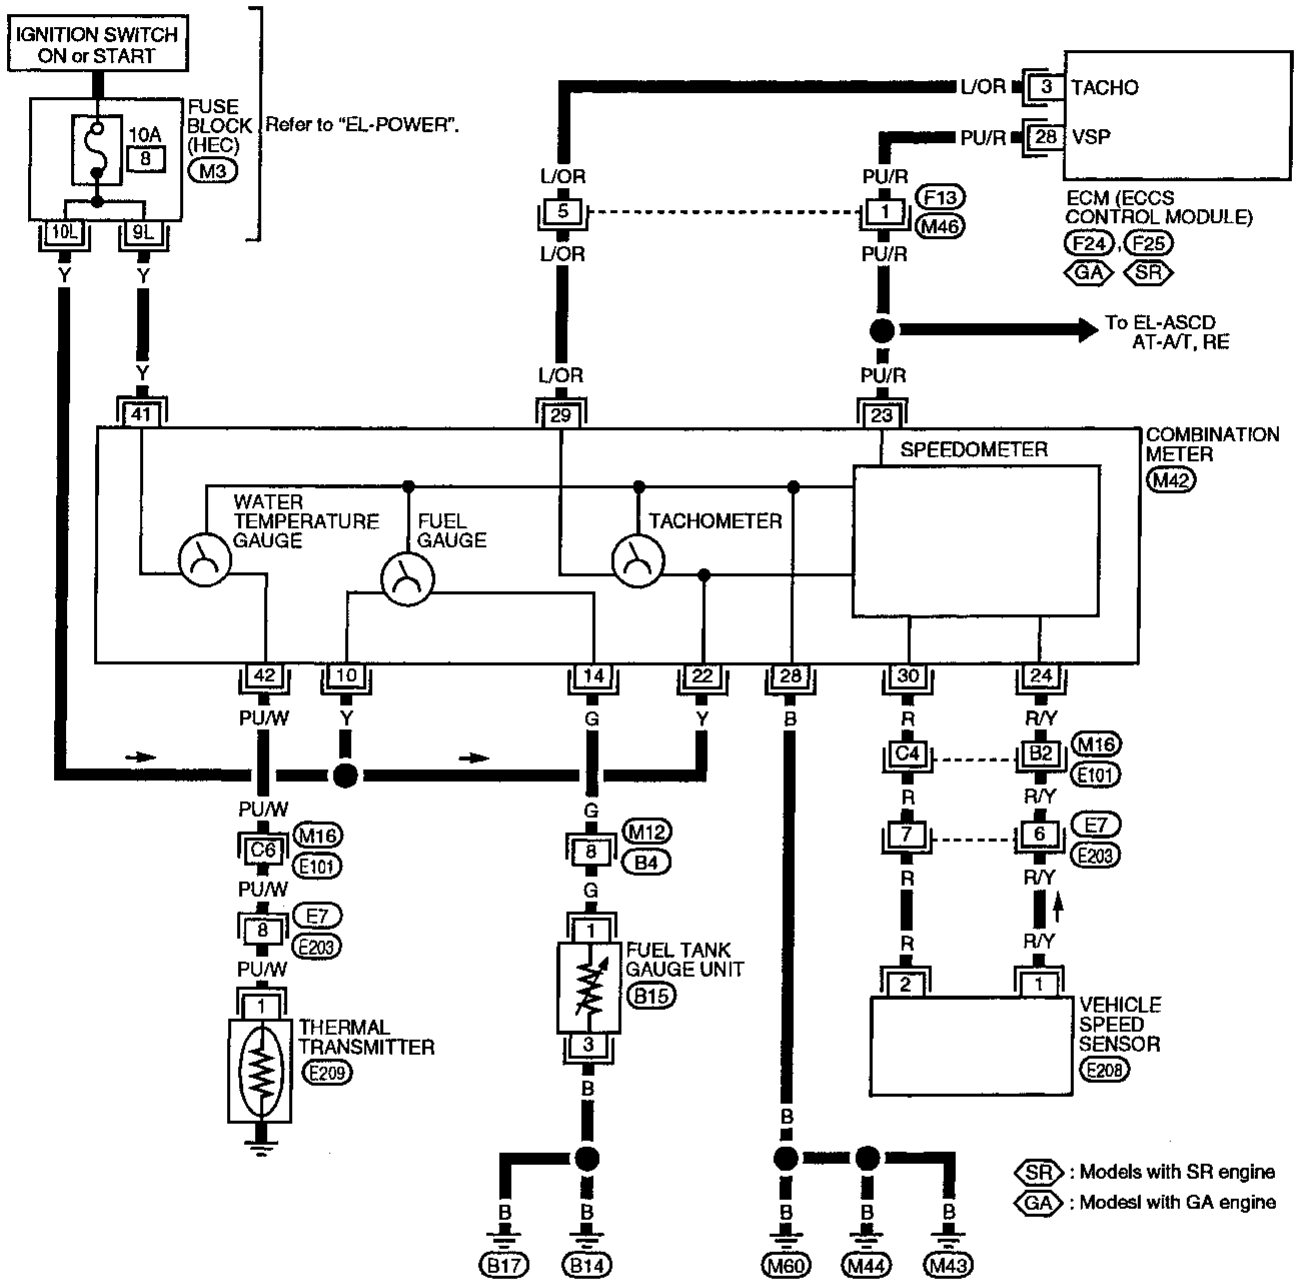 IGNITION SWITCH
ON or START
FUSE
BLOCK
(HEC)
M3
Refer to "EL-POWER".
10A
8
10L
9L
Y
Y
Y
41
L/OR
3
TACHO
PU/R
28
VSP
ECM (ECCS
CONTROL MODULE)
F24, F25
GA SR
L/OR
PU/R
5
1
F13
M46
L/OR
PU/R
To EL-ASCD
AT-A/T, RE
L/OR
PU/R
29
23
COMBINATION
METER
M42
SPEEDOMETER
WATER
TEMPERATURE
GAUGE
FUEL
GAUGE
TACHOMETER
42
10
14
22
28
30
24
PU/W
Y
G
Y
B
R
R/Y
C4
B2
M16
E101
R
R/Y
7
6
E7
E203
R
R/Y
R
R/Y
2
1
VEHICLE
SPEED
SENSOR
E208
PU/W
C6
M16
E101
PU/W
8
E7
E203
PU/W
1
THERMAL
TRANSMITTER
E209
G
8
M12
B4
G
1
FUEL TANK
GAUGE UNIT
B15
3
B
B
B
B17
B14
B
B
B
B
M60
M44
M43
SR : Models with SR engine
GA : Modesl with GA engine